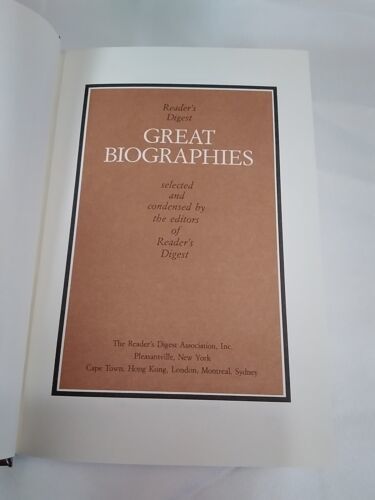 Reader's
Digest
GREAT
BIOGRAPHIES
selected
and
condensed by
the editors
of
Reader's
Digest
The Reader's Digest Association, Inc.
Pleasantville, New York
Cape Town, Hong Kong, London, Montreal, Sydney